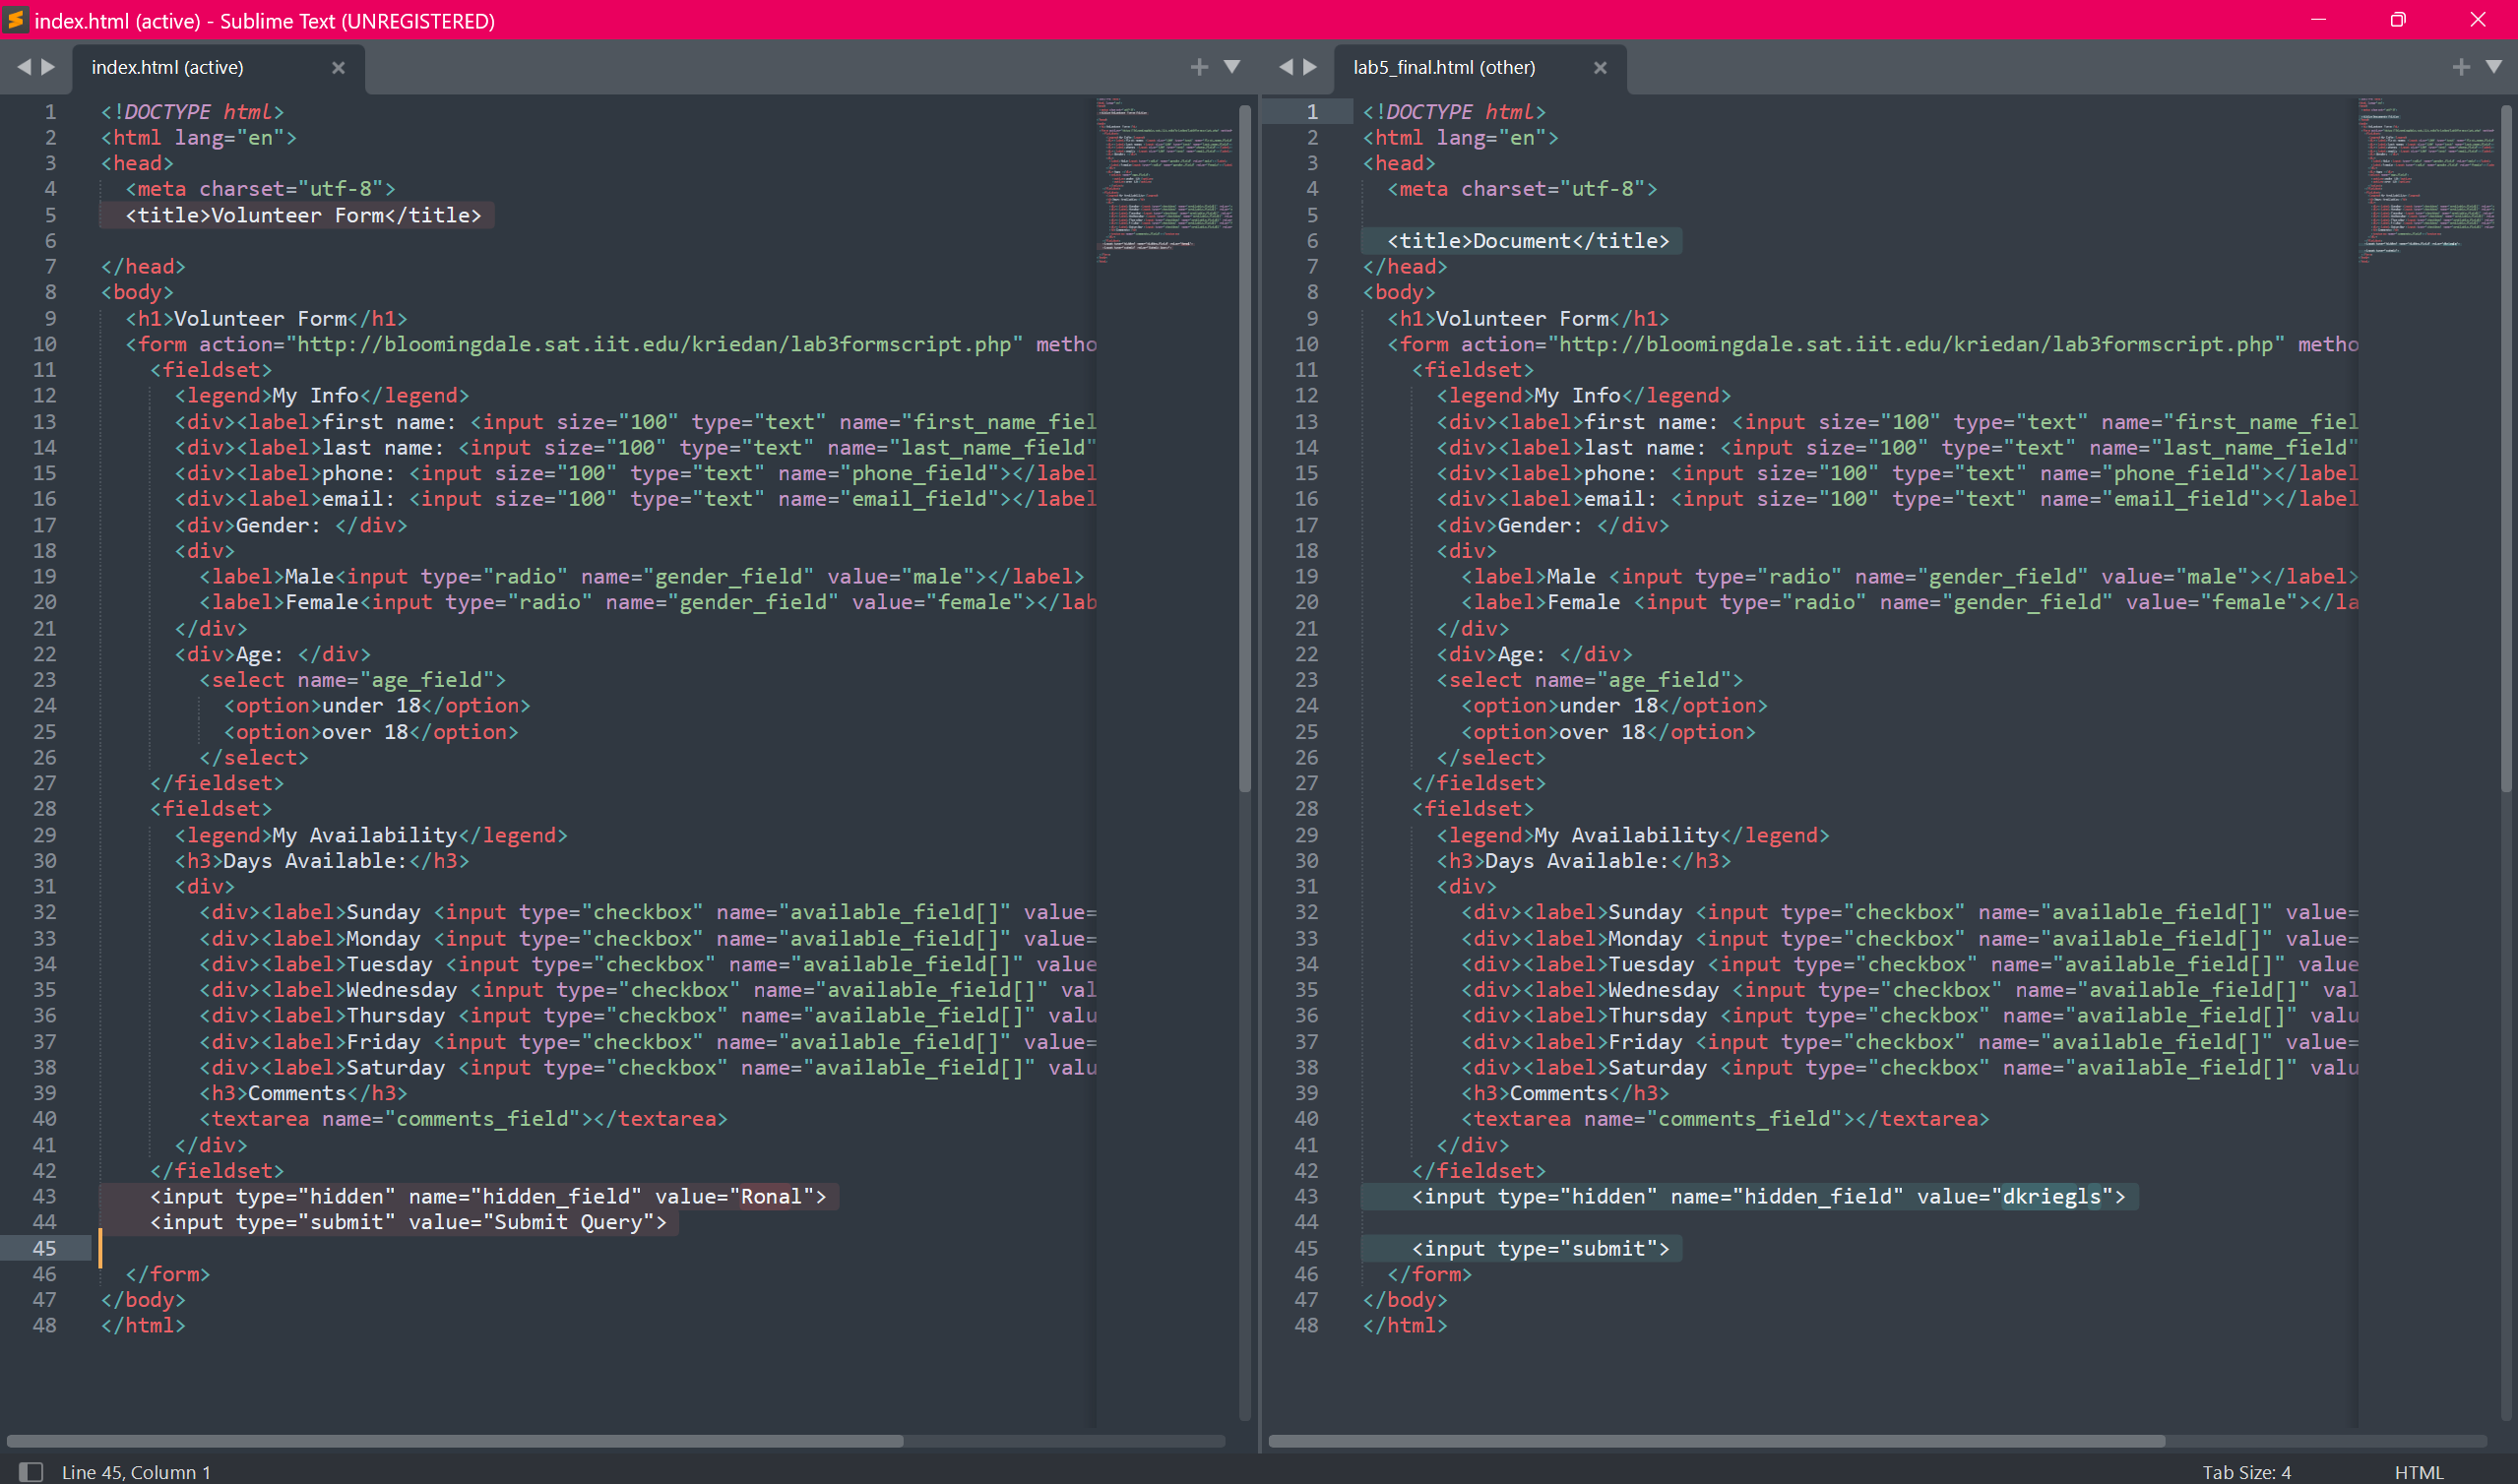 index.html (active) - Sublime Text (UNREGISTERED)
index.html (active)
1 <!DOCTYPE html>
2 <html lang="en">
3 <head>
4 <meta charset="utf-8">
5 <title>Volunteer Form</title>
6
7 </head>
8 <body>
9 <h1>Volunteer Form</h1>
10 <form action="http://bloomingdale.sat.iit.edu/kriedan/lab3formscript.php" metho
11 <fieldset>
12 <legend>My Info</legend>
13 <div><label>first name: <input size="100" type="text" name="first_name_fiel
14 <div><label>last name: <input size="100" type="text" name="last_name_field"
15 <div><label>phone: <input size="100" type="text" name="phone_field"></label
16 <div><label>email: <input size="100" type="text" name="email_field"></label
17 <div>Gender: </div>
18 <div>
19 <label>Male<input type="radio" name="gender_field" value="male"></label>
20 <label>Female<input type="radio" name="gender_field" value="female"></lab
21 </div>
22 <div>Age: </div>
23 <select name="age_field">
24 <option>under 18</option>
25 <option>over 18</option>
26 </select>
27 </fieldset>
28 <fieldset>
29 <legend>My Availability</legend>
30 <h3>Days Available:</h3>
31 <div>
32 <div><label>Sunday <input type="checkbox" name="available_field[]" value=
33 <div><label>Monday <input type="checkbox" name="available_field[]" value=
34 <div><label>Tuesday <input type="checkbox" name="available_field[]" value
35 <div><label>Wednesday <input type="checkbox" name="available_field[]" val
36 <div><label>Thursday <input type="checkbox" name="available_field[]" valu
37 <div><label>Friday <input type="checkbox" name="available_field[]" value=
38 <div><label>Saturday <input type="checkbox" name="available_field[]" valu
39 <h3>Comments</h3>
40 <textarea name="comments_field"></textarea>
41 </div>
42 </fieldset>
43 <input type="hidden" name="hidden_field" value="Ronal">
44 <input type="submit" value="Submit Query">
45
46 </form>
47 </body>
48 </html>
lab5_final.html (other)
1 <!DOCTYPE html>
2 <html lang="en">
3 <head>
4 <meta charset="utf-8">
5
6 <title>Document</title>
7 </head>
8 <body>
9 <h1>Volunteer Form</h1>
10 <form action="http://bloomingdale.sat.iit.edu/kriedan/lab3formscript.php" metho
11 <fieldset>
12 <legend>My Info</legend>
13 <div><label>first name: <input size="100" type="text" name="first_name_fiel
14 <div><label>last name: <input size="100" type="text" name="last_name_field"
15 <div><label>phone: <input size="100" type="text" name="phone_field"></label
16 <div><label>email: <input size="100" type="text" name="email_field"></label
17 <div>Gender: </div>
18 <div>
19 <label>Male <input type="radio" name="gender_field" value="male"></label>
20 <label>Female <input type="radio" name="gender_field" value="female"></la
21 </div>
22 <div>Age: </div>
23 <select name="age_field">
24 <option>under 18</option>
25 <option>over 18</option>
26 </select>
27 </fieldset>
28 <fieldset>
29 <legend>My Availability</legend>
30 <h3>Days Available:</h3>
31 <div>
32 <div><label>Sunday <input type="checkbox" name="available_field[]" value=
33 <div><label>Monday <input type="checkbox" name="available_field[]" value=
34 <div><label>Tuesday <input type="checkbox" name="available_field[]" value
35 <div><label>Wednesday <input type="checkbox" name="available_field[]" val
36 <div><label>Thursday <input type="checkbox" name="available_field[]" valu
37 <div><label>Friday <input type="checkbox" name="available_field[]" value=
38 <div><label>Saturday <input type="checkbox" name="available_field[]" valu
39 <h3>Comments</h3>
40 <textarea name="comments_field"></textarea>
41 </div>
42 </fieldset>
43 <input type="hidden" name="hidden_field" value="dkriegls">
44
45 <input type="submit">
46 </form>
47 </body>
48 </html>
Line 45, Column 1
Tab Size: 4
HTML